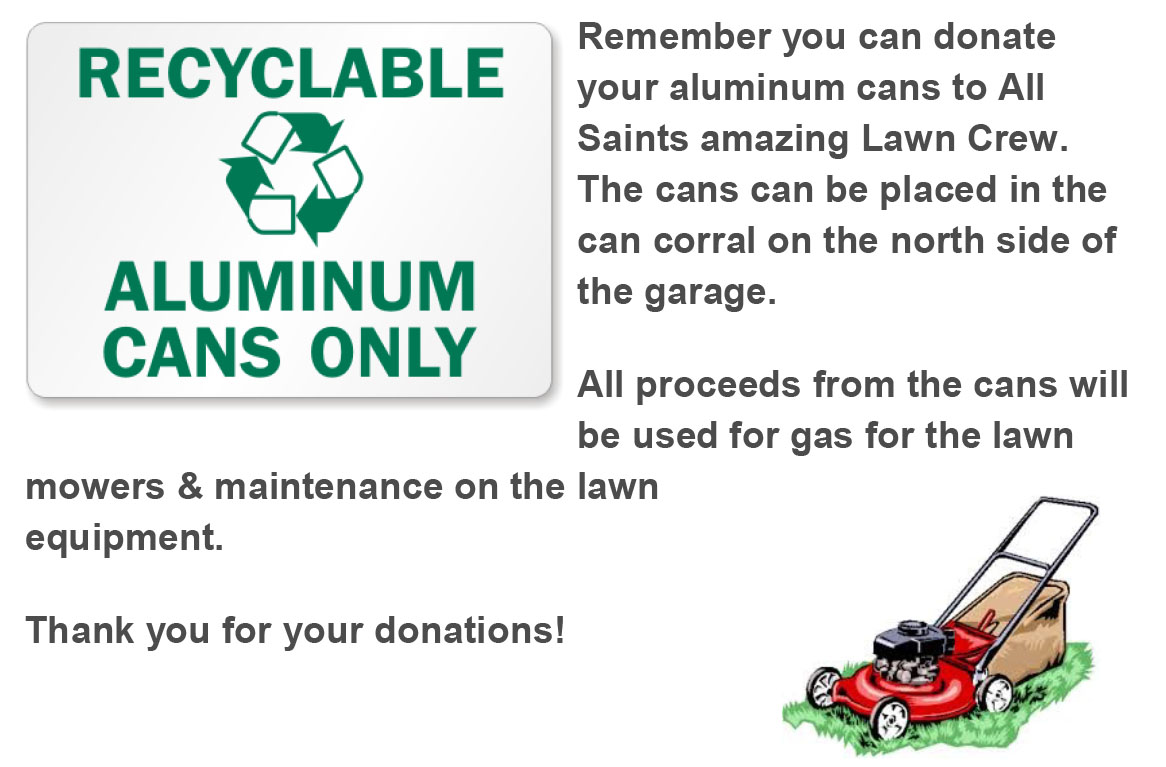 RECYCLABLE
ALUMINUM
CANS ONLY
Remember you can donate
your aluminum cans to All
Saints amazing Lawn Crew.
The cans can be placed in the
can corral on the north side of
the garage.
All proceeds from the cans will
be used for gas for the lawn
mowers & maintenance on the lawn
equipment.
Thank you for your donations!